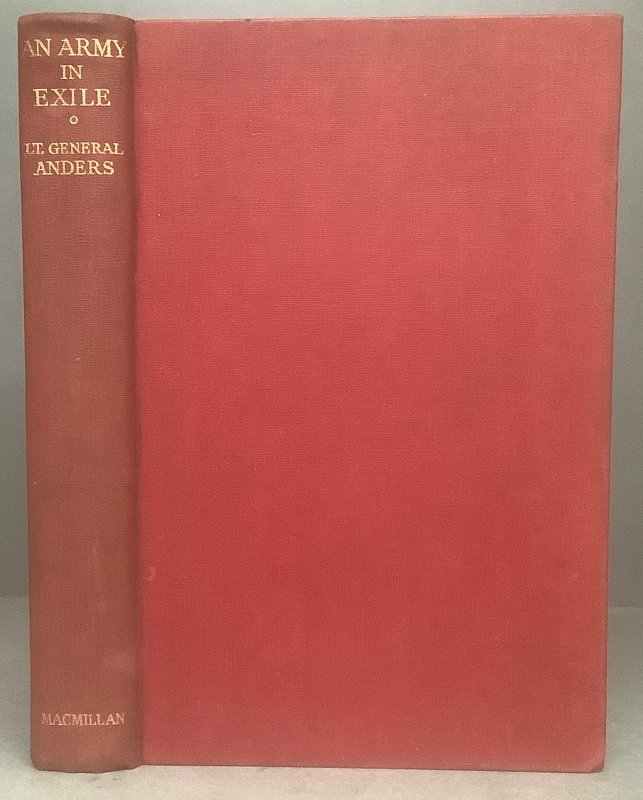 AN ARMY
IN
EXILE
LT. GENERAL
ANDERS
MACMILLAN